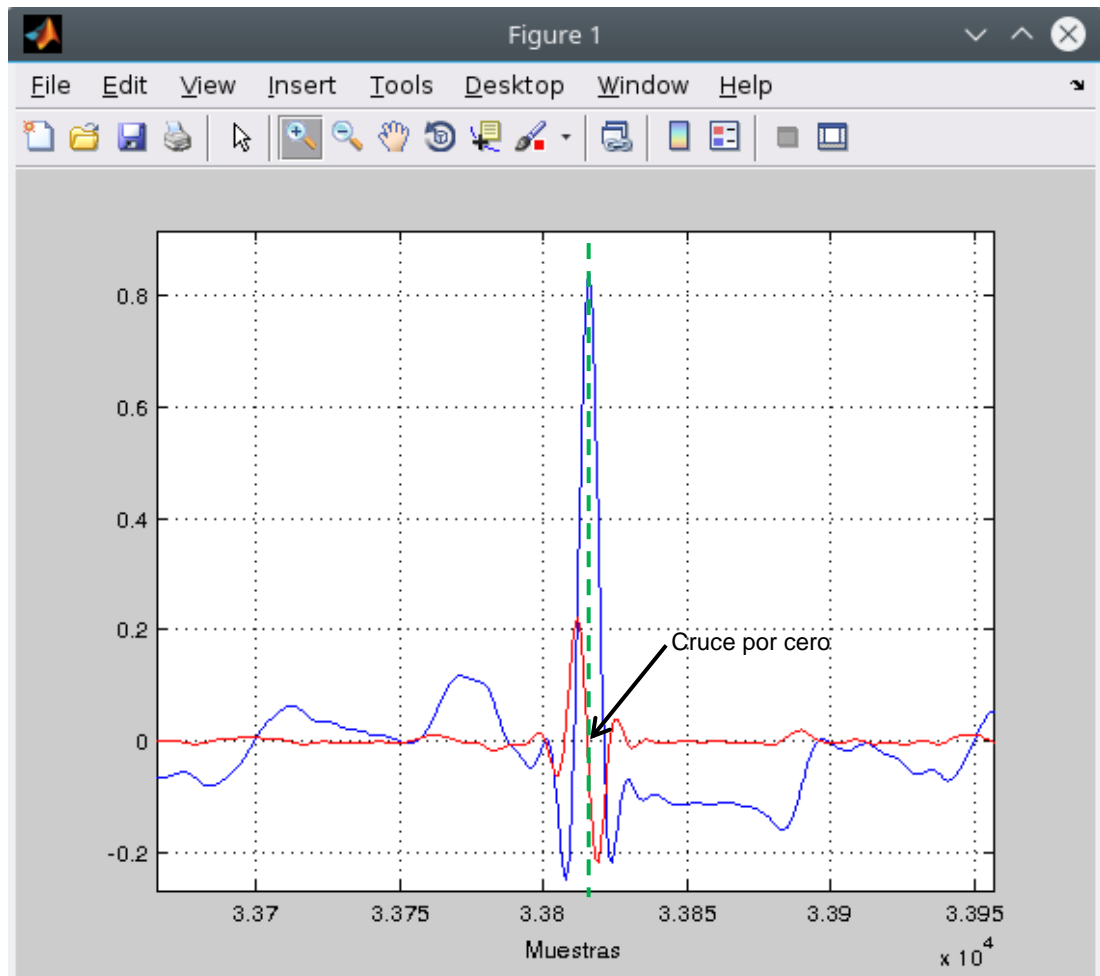 Figure 1
File Edit View Insert Tools Desktop Window Help
0.8
0.6
0.4
0.2
Cruce por cero
0
-0.2
3.37 3.375 3.38 3.385 3.39 3.395
Muestras
x 10^4